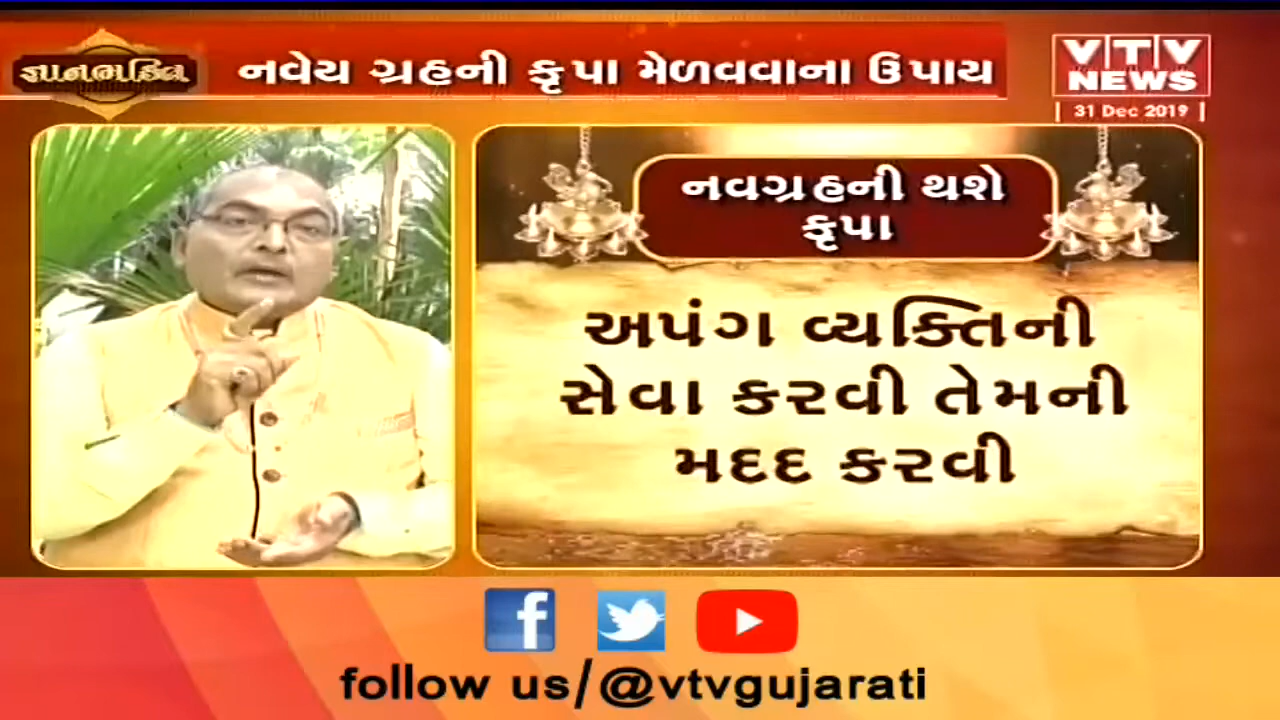 જ્ઞાનભક્તિ
નવેય ગ્રહની કૃપા મેળવવાના ઉપાય
VTV
NEWS
31 Dec 2019
નવગ્રહની થશે
કૃપા
અપંગ વ્યક્તિની
સેવા કરવી તેમની
મદદ કરવી
follow us/@vtvgujarati